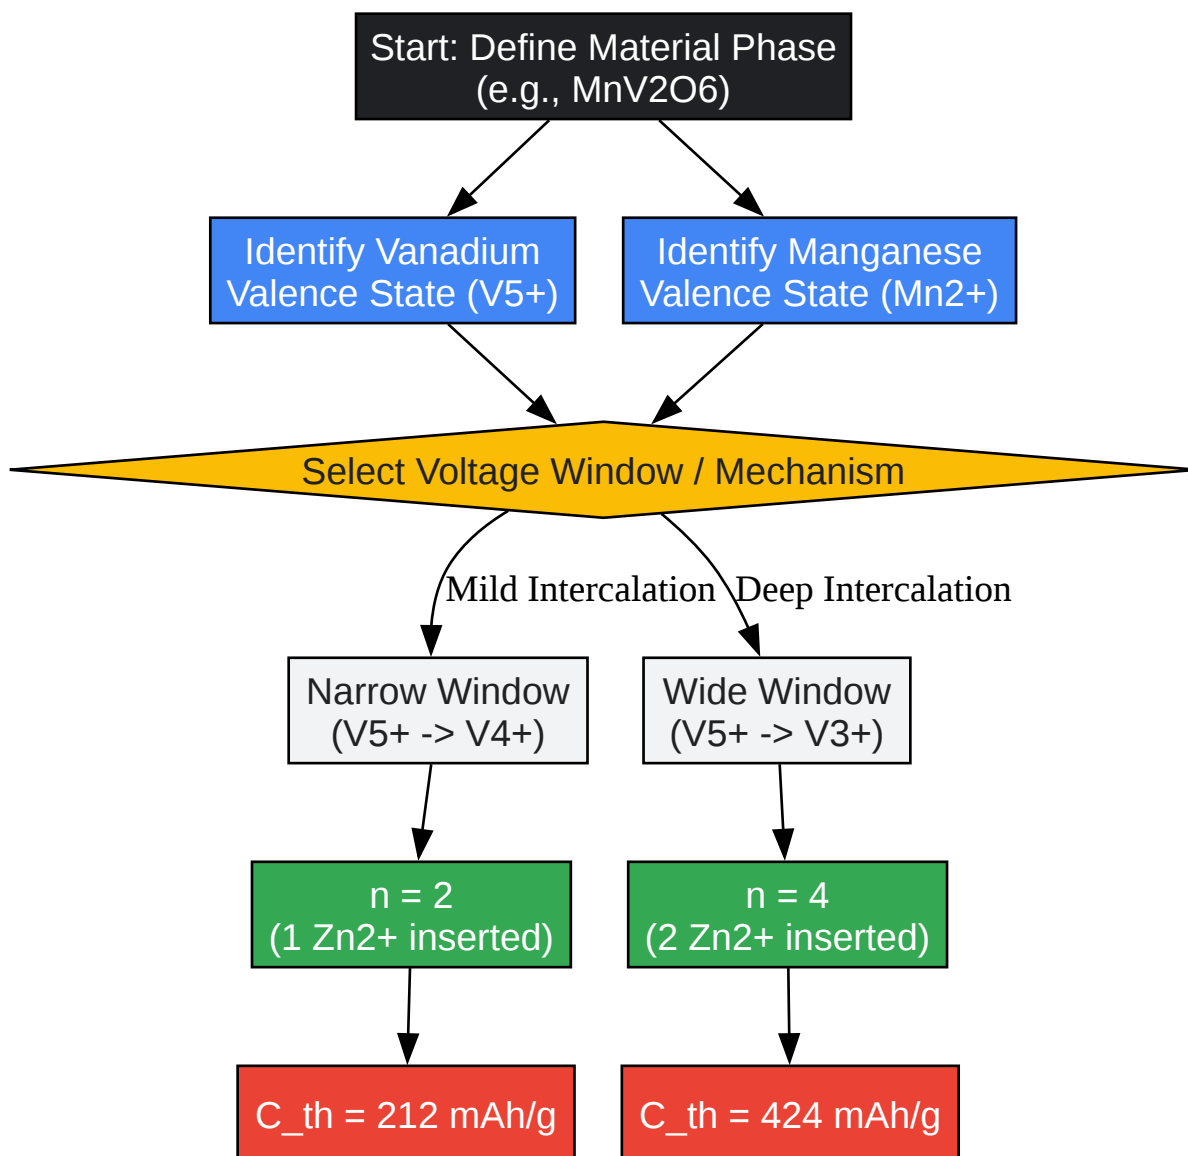 Start: Define Material Phase
(e.g., MnV2O6)
Identify Vanadium
Valence State (V5+)
Identify Manganese
Valence State (Mn2+)
Select Voltage Window / Mechanism
Mild Intercalation
Deep Intercalation
Narrow Window
(V5+ -> V4+)
Wide Window
(V5+ -> V3+)
n = 2
(1 Zn2+ inserted)
n = 4
(2 Zn2+ inserted)
C_th = 212 mAh/g
C_th = 424 mAh/g